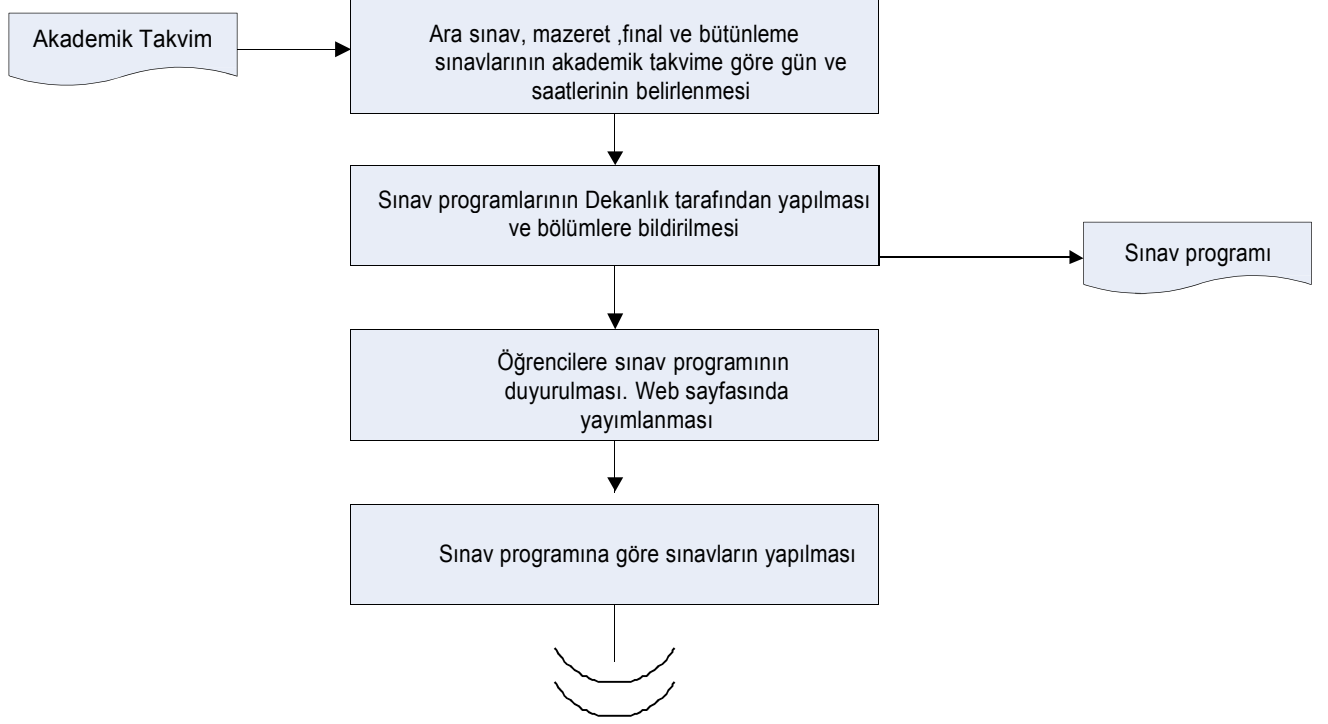 Akademik Takvim
Ara sınav, mazeret ,fınal ve bütünleme
sınavlarının akademik takvime göre gün ve
saatlerinin belirlenmesi
Sınav programlarının Dekanlık tarafından yapılması
ve bölümlere bildirilmesi
Sınav programı
Öğrencilere sınav programının
duyurulması. Web sayfasında
yayımlanması
Sınav programına göre sınavların yapılması